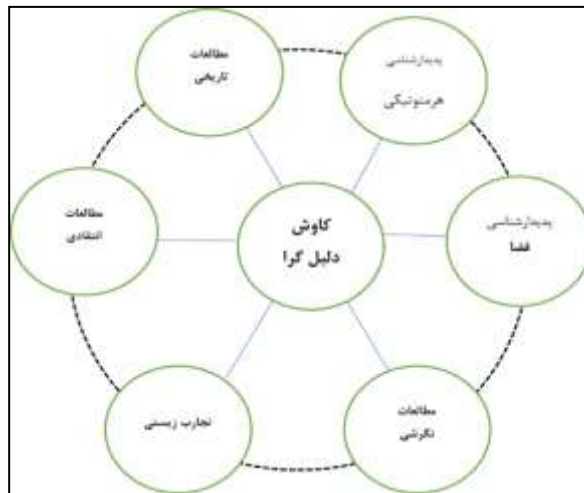 مطالعات
تاریخی
پدیدارشناسی
هرمنوتیکی
مطالعات
انتقادی
کاوش
دلیل گرا
پدیدارشناسی
فضا
تجارب زیستی
مطالعات
نگرشی